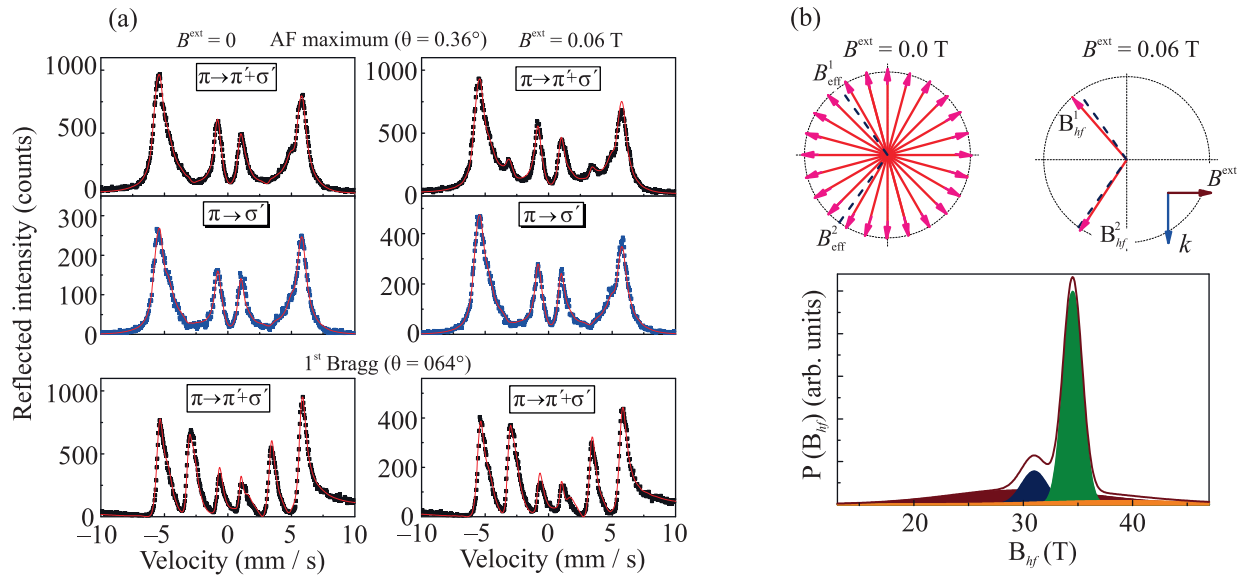 (a)
B^ext = 0 AF maximum (θ = 0.36°) B^ext = 0.06 T
Reflected intensity (counts)
1000
500
0
π→π´+σ´
π→π´+σ´
1000
500
0
300
200
100
0
π→σ´
π→σ´
400
200
0
1st Bragg (θ = 064°)
1000
500
0
π→π´+σ´
π→π´+σ´
400
200
0
–10 –5 0 5 10
–10 –5 0 5 10
Velocity (mm / s)
Velocity (mm / s)
(b)
B^ext = 0.0 T
B^ext = 0.06 T
B^1_eff
B^2_eff
B^1_hf
B^2_hf
B^ext
k
P (B_hf) (arb. units)
20 30 40
B_hf (T)